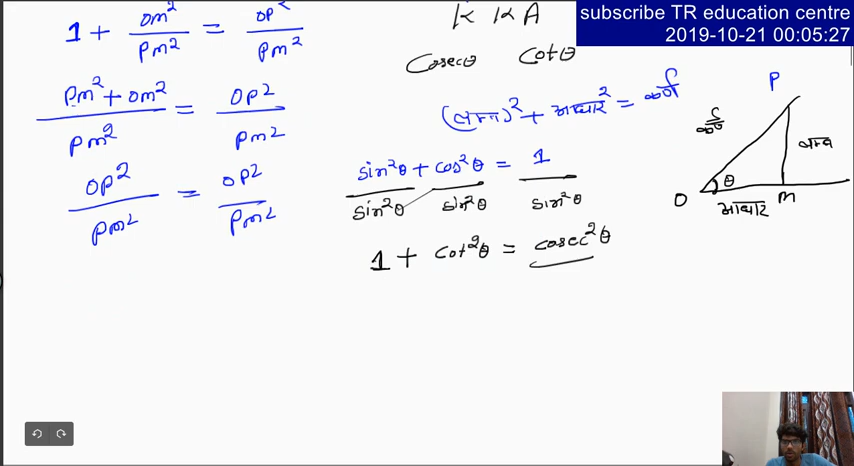 subscribe TR education centre
2019-10-21 00:05:27
1 + OM² / PM² = OP² / PM²
PM² + OM² / PM² = OP² / PM²
OP² / PM² = OP² / PM²
K K A
Cosecθ Cotθ
(लम्ब)² + आधार² = कर्ण
sin²θ + cos²θ = 1
sin²θ sin²θ sin²θ
1 + cot²θ = cosec²θ
P
कर्ण
लम्ब
θ
O
M
आधार